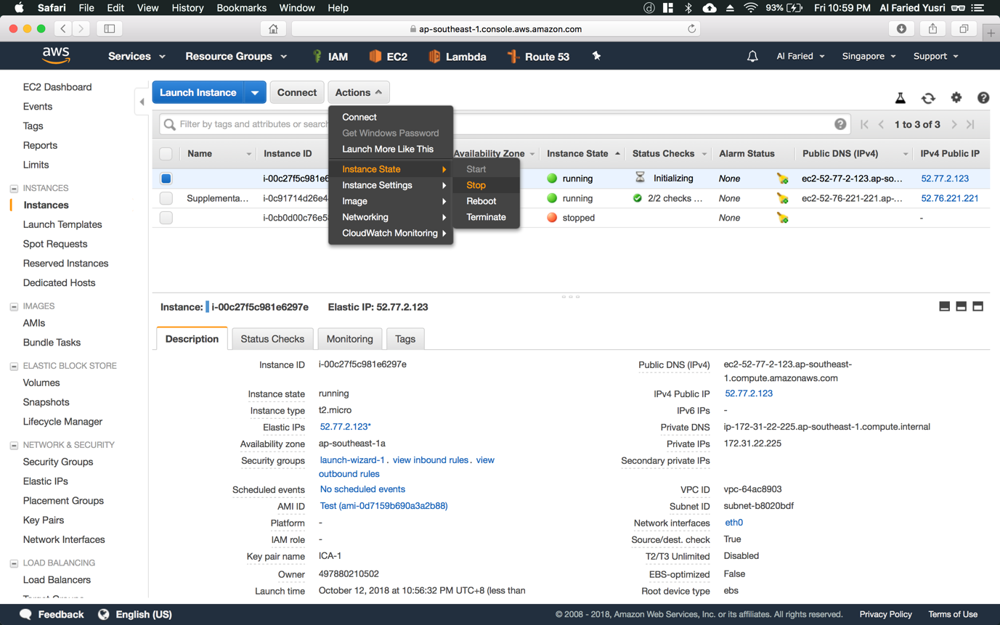 Safari File Edit View History Bookmarks Window Help 93% Fri 10:59 PM Al Faried Yusri
ap-southeast-1.console.aws.amazon.com
aws Services Resource Groups IAM EC2 Lambda Route 53 Al Faried Singapore Support
EC2 Dashboard
Events
Tags
Reports
Limits
INSTANCES
Instances
Launch Templates
Spot Requests
Reserved Instances
Dedicated Hosts
IMAGES
AMIs
Bundle Tasks
ELASTIC BLOCK STORE
Volumes
Snapshots
Lifecycle Manager
NETWORK & SECURITY
Security Groups
Elastic IPs
Placement Groups
Key Pairs
Network Interfaces
LOAD BALANCING
Load Balancers
Target Groups
Launch Instance Connect Actions
Filter by tags and attributes or search 1 to 3 of 3
Name Instance ID Availability Zone Instance State Status Checks Alarm Status Public DNS (IPv4) IPv4 Public IP
i-00c27f5c981e6 running Initializing None ec2-52-77-2-123.ap-so... 52.77.2.123
Supplementa... i-0c91714d26e4 running 2/2 checks ... None ec2-52-76-221-221.ap-... 52.76.221.221
i-0cb0d00c76e5 stopped None -
Connect
Get Windows Password
Launch More Like This
Instance State
Instance Settings
Image
Networking
CloudWatch Monitoring
Start
Stop
Reboot
Terminate
Instance: i-00c27f5c981e6297e Elastic IP: 52.77.2.123
Description Status Checks Monitoring Tags
Instance ID i-00c27f5c981e6297e
Instance state running
Instance type t2.micro
Elastic IPs 52.77.2.123*
Availability zone ap-southeast-1a
Security groups launch-wizard-1. view inbound rules. view
outbound rules
Scheduled events No scheduled events
AMI ID Test (ami-0d7159b690a3a2b88)
Platform -
IAM role -
Key pair name ICA-1
Owner 497880210502
Launch time October 12, 2018 at 10:56:32 PM UTC+8 (less than
Public DNS (IPv4) ec2-52-77-2-123.ap-southeast-
1.compute.amazonaws.com
IPv4 Public IP 52.77.2.123
IPv6 IPs -
Private DNS ip-172-31-22-225.ap-southeast-1.compute.internal
Private IPs 172.31.22.225
Secondary private IPs
VPC ID vpc-64ac8903
Subnet ID subnet-b8020bdf
Network interfaces eth0
Source/dest. check True
T2/T3 Unlimited Disabled
EBS-optimized False
Root device type ebs
Feedback English (US) © 2008 - 2018, Amazon Web Services, Inc. or its affiliates. All rights reserved. Privacy Policy Terms of Use